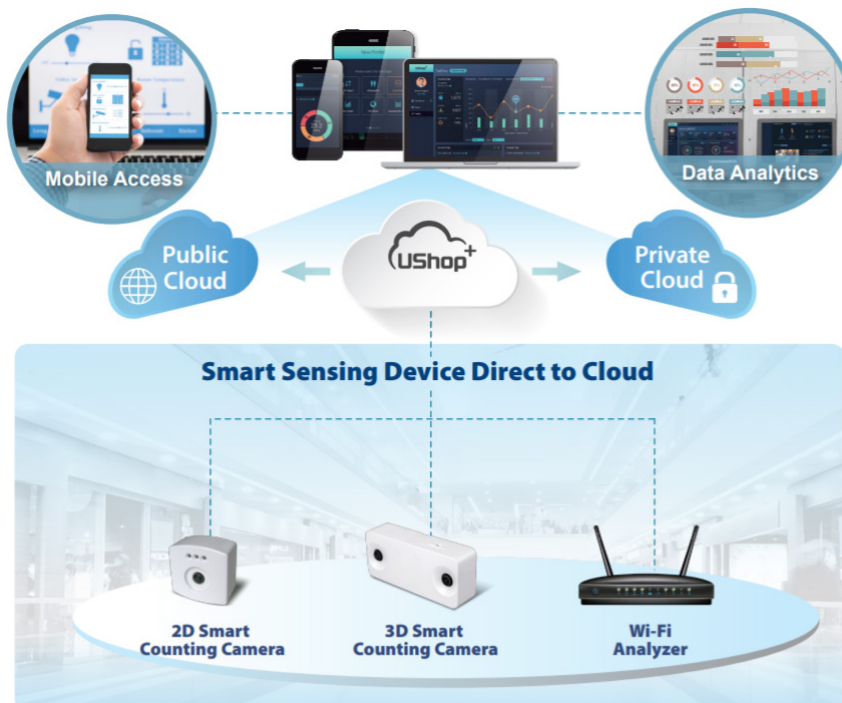 Mobile Access
Data Analytics
Public
Cloud
UShop+
Private
Cloud
Smart Sensing Device Direct to Cloud
2D Smart
Counting Camera
3D Smart
Counting Camera
Wi-Fi
Analyzer